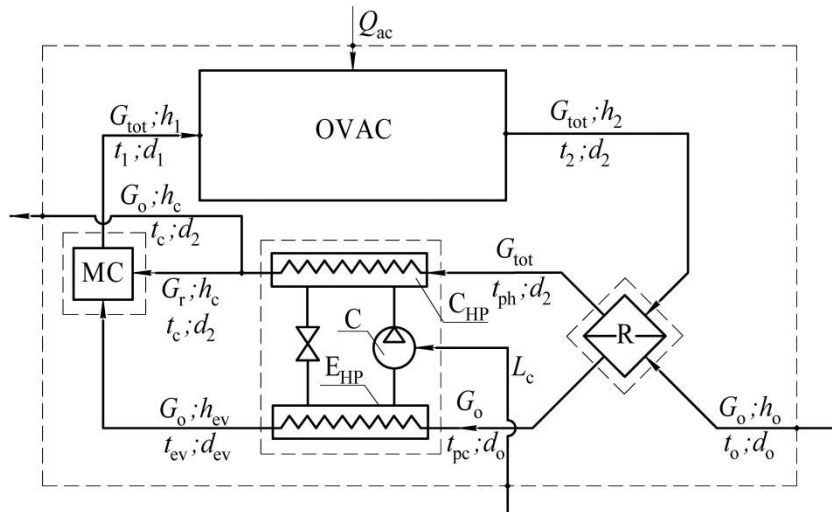 Q_ac
G_tot;h_1
t_1;d_1
OVAC
G_tot;h_2
t_2;d_2
G_o;h_c
t_c;d_2
MC
G_r;h_c
t_c;d_2
G_tot
t_ph;d_2
C_HP
C
R
E_HP
L_c
G_o;h_ev
t_ev;d_ev
G_o
t_pc;d_o
G_o;h_o
t_o;d_o